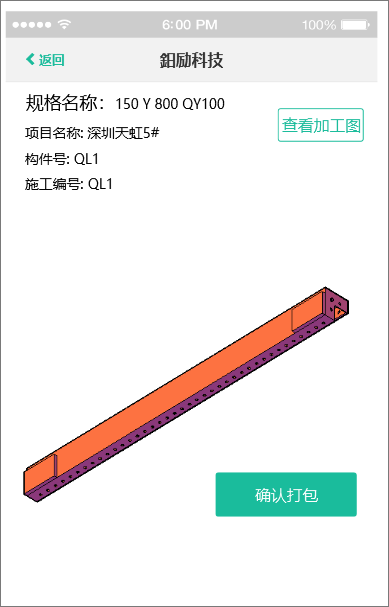 6:00 PM 100%
返回 鈤励科技
规格名称：150 Y 800 QY100
查看加工图
项目名称: 深圳天虹5#
构件号: QL1
施工编号: QL1
确认打包